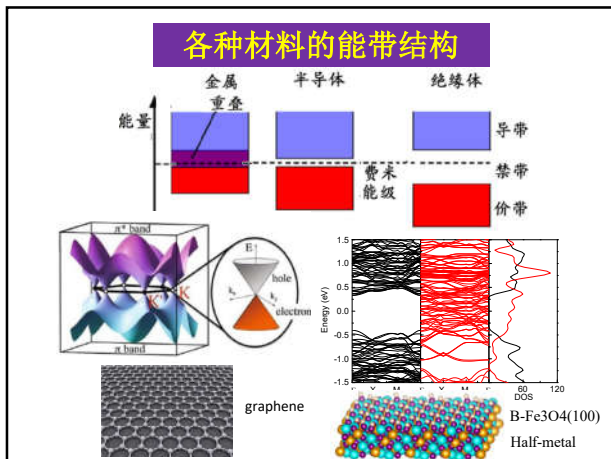 各种材料的能带结构
金属
半导体
绝缘体
重叠
能量
导带
费米
能级
禁带
价带
π* band
E
hole
electron
K'
K
π band
graphene
Energy (eV)
1.5
1.0
0.5
0.0
-0.5
-1.0
-1.5
X M
X M
60 120
DOS
B-Fe3O4(100)
Half-metal